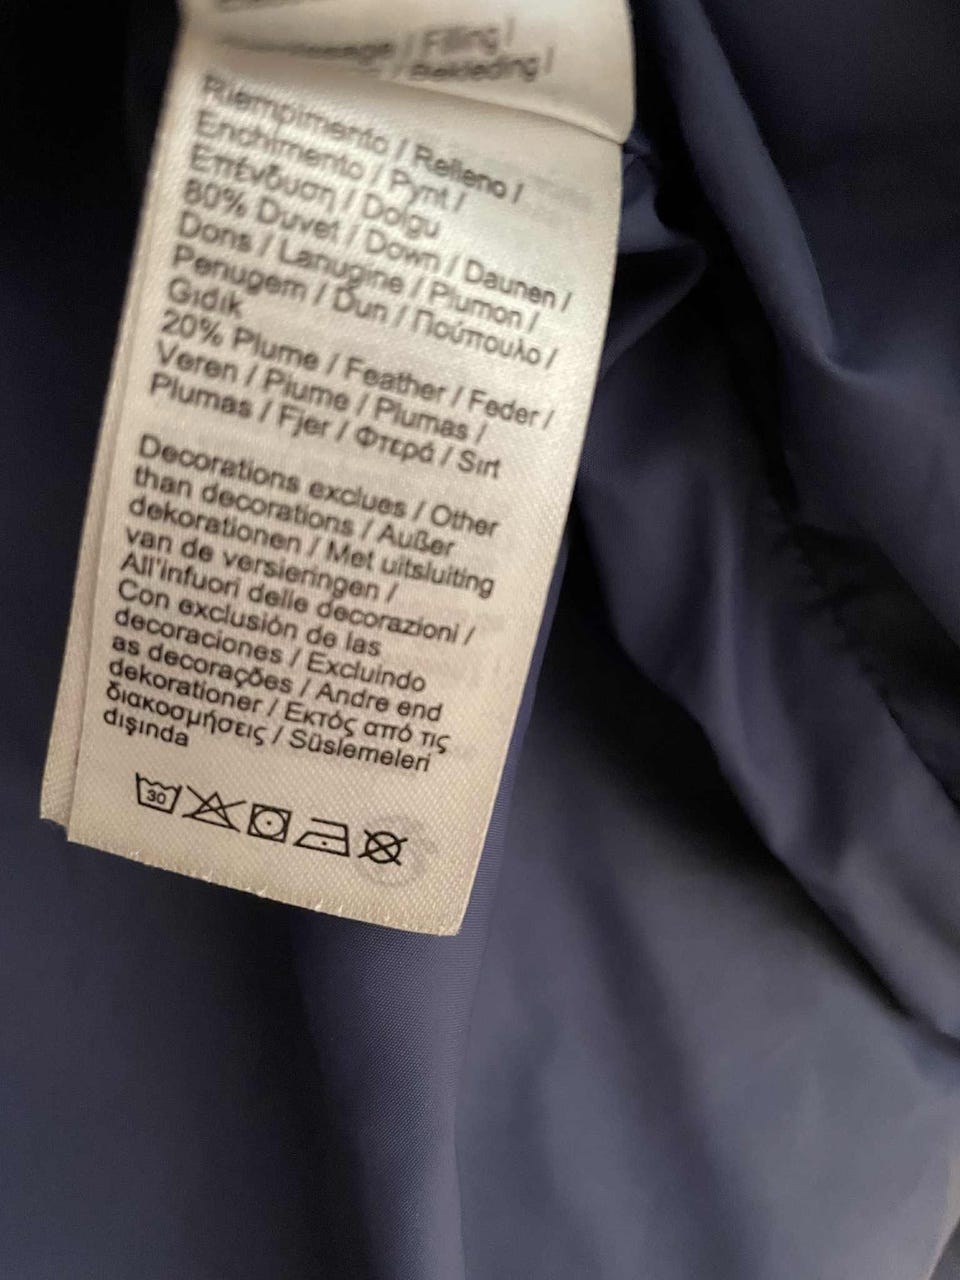 / Filling /
/ Bekleding /
Riempimento / Relleno /
Enchimento / Pynt /
Επένδυση / Dolgu
80% Duvet / Down / Daunen /
Dons / Lanugine / Plumon /
Penugem / Dun / Πούπουλο /
Gıdık
20% Plume / Feather / Feder /
Veren / Piume / Plumas /
Plumas / Fjer / Φτερά / Sırt
Decorations exclues / Other
than decorations / Außer
dekorationen / Met uitsluiting
van de versieringen /
All'infuori delle decorazioni /
Con exclusión de las
decoraciones / Excluindo
as decorações / Andre end
dekorationer / Εκτός από τις
διακοσμήσεις / Süslemeleri
dışında
30